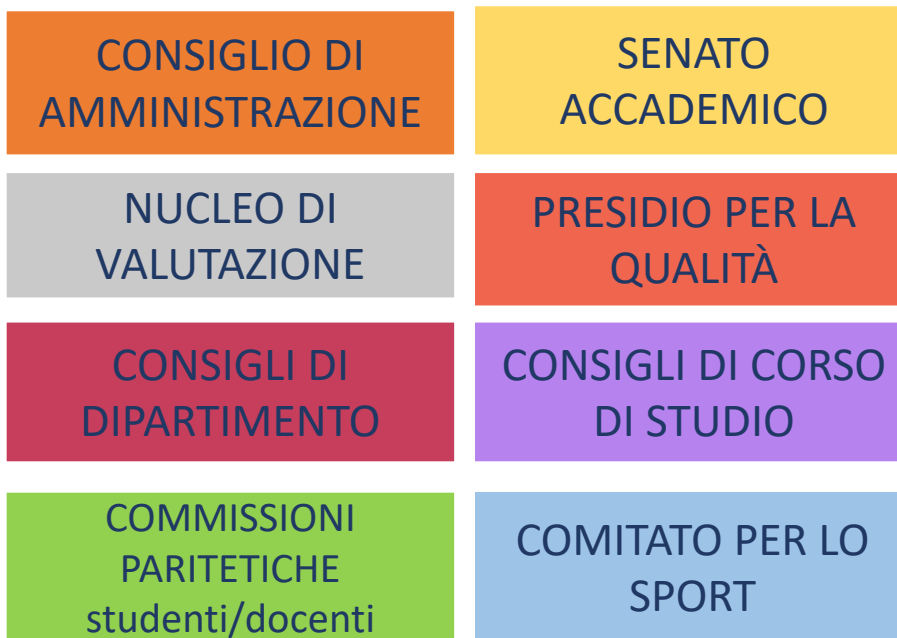 CONSIGLIO DI
AMMINISTRAZIONE
SENATO
ACCADEMICO
NUCLEO DI
VALUTAZIONE
PRESIDIO PER LA
QUALITÀ
CONSIGLI DI
DIPARTIMENTO
CONSIGLI DI CORSO
DI STUDIO
COMMISSIONI
PARITETICHE
studenti/docenti
COMITATO PER LO
SPORT